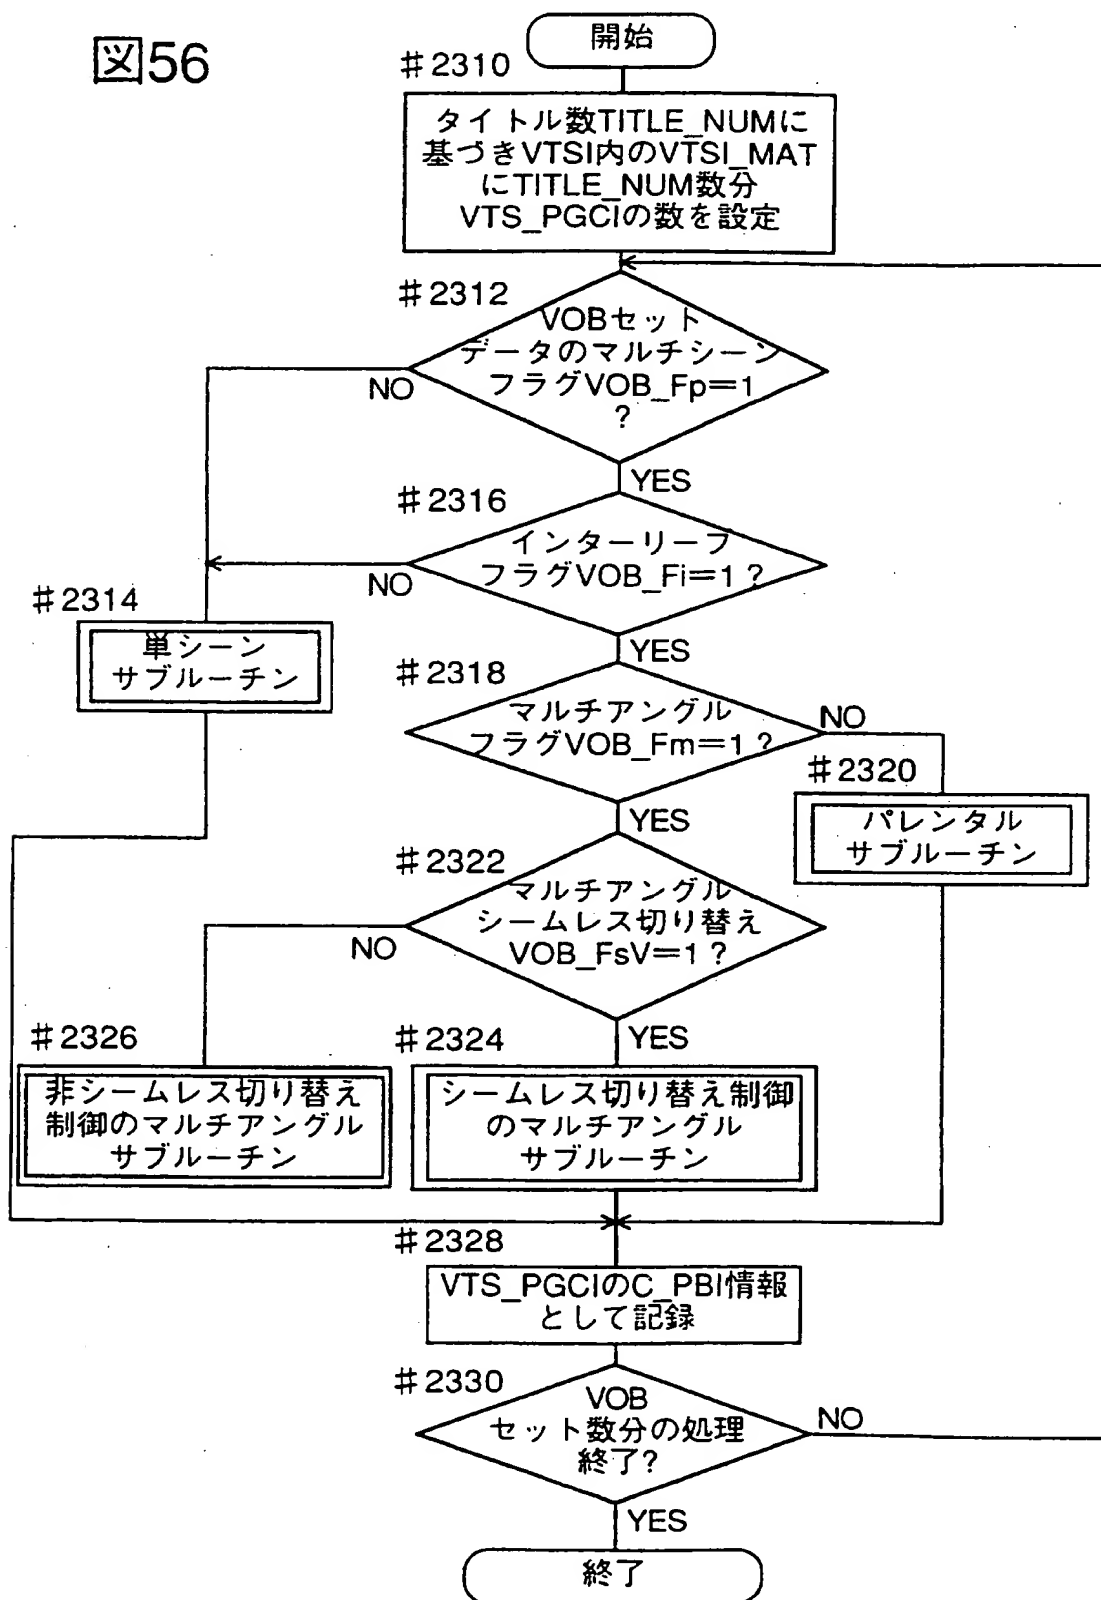 図56
開始
#2310
タイトル数TITLE_NUMに
基づきVTSI内のVTSI_MAT
にTITLE_NUM数分
VTS_PGCIの数を設定
#2312
VOBセット
データのマルチシーン
フラグVOB_Fp=1
?
NO
YES
#2316
インターリーフ
フラグVOB_Fi=1?
NO
YES
#2314
単シーン
サブルーチン
#2318
マルチアングル
フラグVOB_Fm=1?
NO
YES
#2320
パレンタル
サブルーチン
#2322
マルチアングル
シームレス切り替え
VOB_FsV=1?
NO
YES
#2326
非シームレス切り替え
制御のマルチアングル
サブルーチン
#2324
シームレス切り替え制御
のマルチアングル
サブルーチン
#2328
VTS_PGCIのC_PBI情報
として記録
#2330
VOB
セット数分の処理
終了?
NO
YES
終了